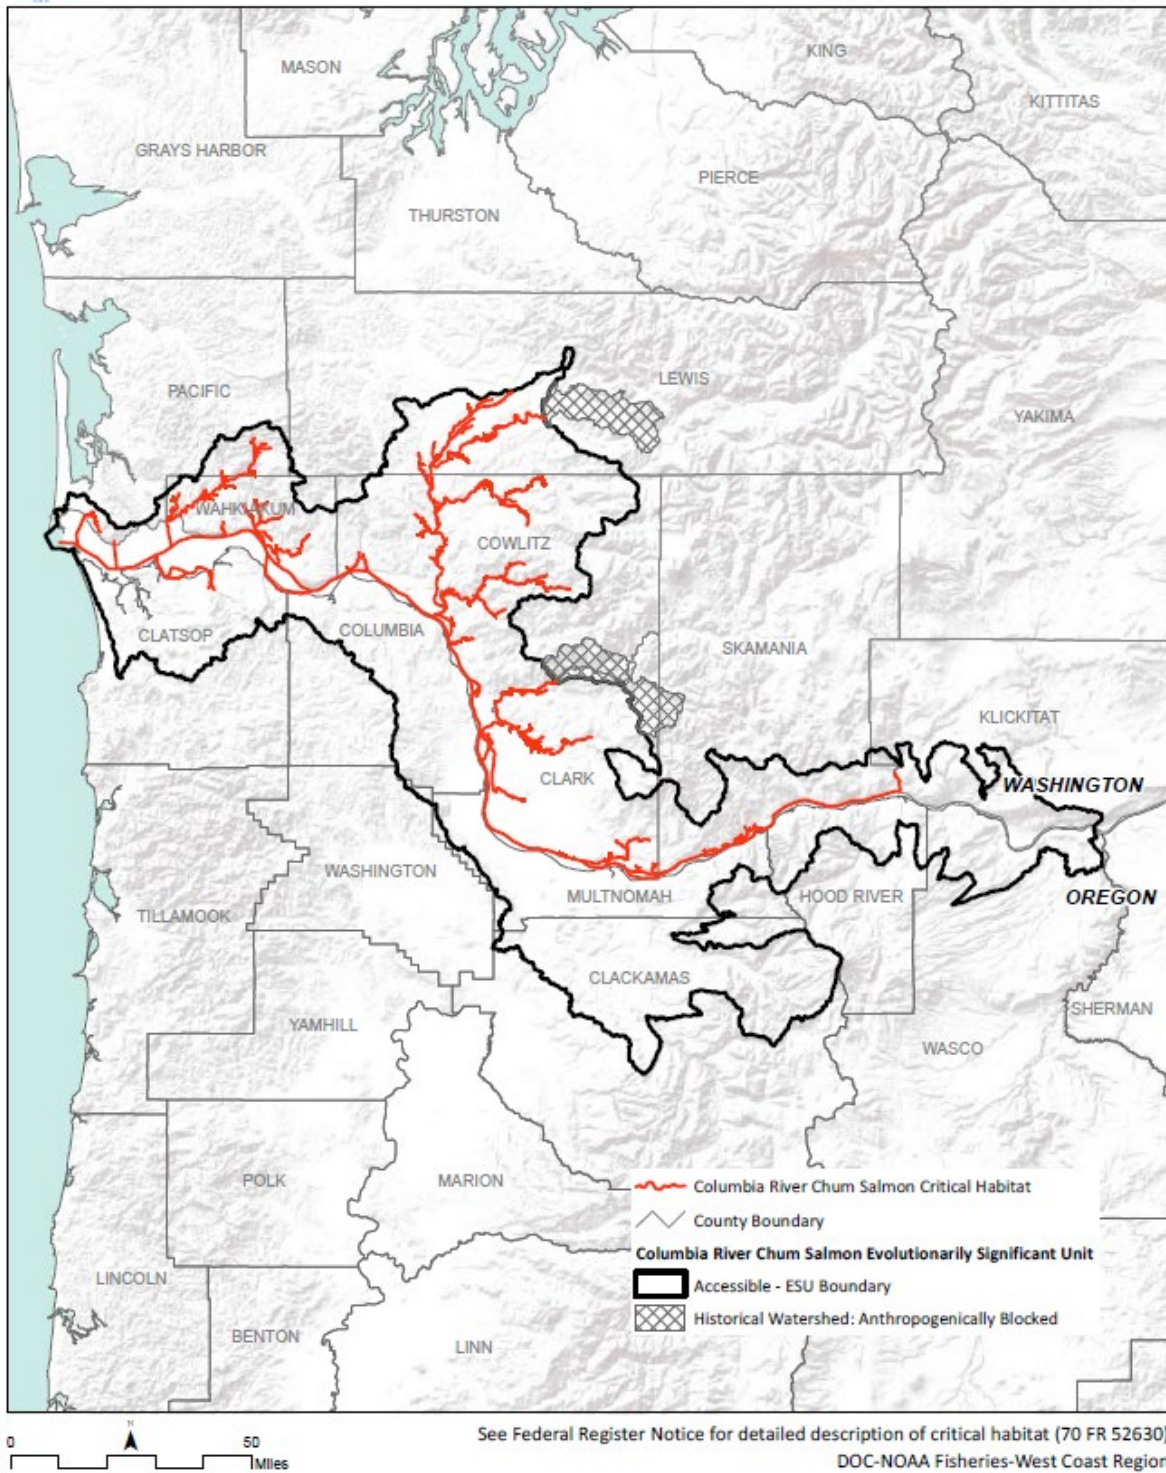 KING
MASON
KITTITAS
GRAYS HARBOR
PIERCE
THURSTON
LEWIS
PACIFIC
YAKIMA
WAHKIAKUM
COWLITZ
CLATSOP
COLUMBIA
SKAMANIA
KLICKITAT
CLARK
WASHINGTON
WASHINGTON
MULTNOMAH
HOOD RIVER
OREGON
TILLAMOOK
CLACKAMAS
SHERMAN
YAMHILL
WASCO
POLK
MARION
LINCOLN
BENTON
LINN
Columbia River Chum Salmon Critical Habitat
County Boundary
Columbia River Chum Salmon Evolutionarily Significant Unit
Accessible - ESU Boundary
Historical Watershed: Anthropogenically Blocked
N
0 50
Miles
See Federal Register Notice for detailed description of critical habitat (70 FR 52630)
DOC-NOAA Fisheries-West Coast Region